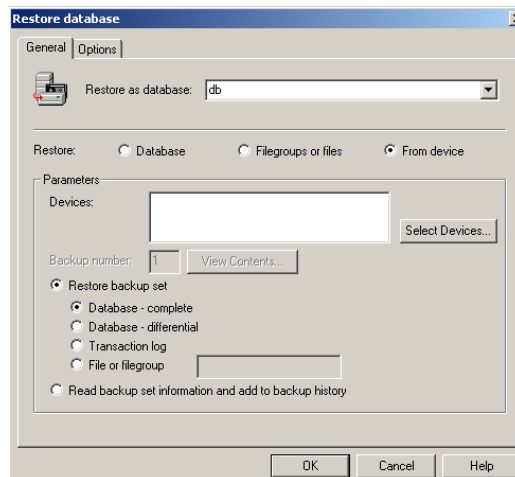 Restore database
General Options
Restore as database: db
Restore: Database Filegroups or files From device
Parameters
Devices:
Select Devices...
Backup number: 1 View Contents...
Restore backup set
Database - complete
Database - differential
Transaction log
File or filegroup
Read backup set information and add to backup history
OK Cancel Help